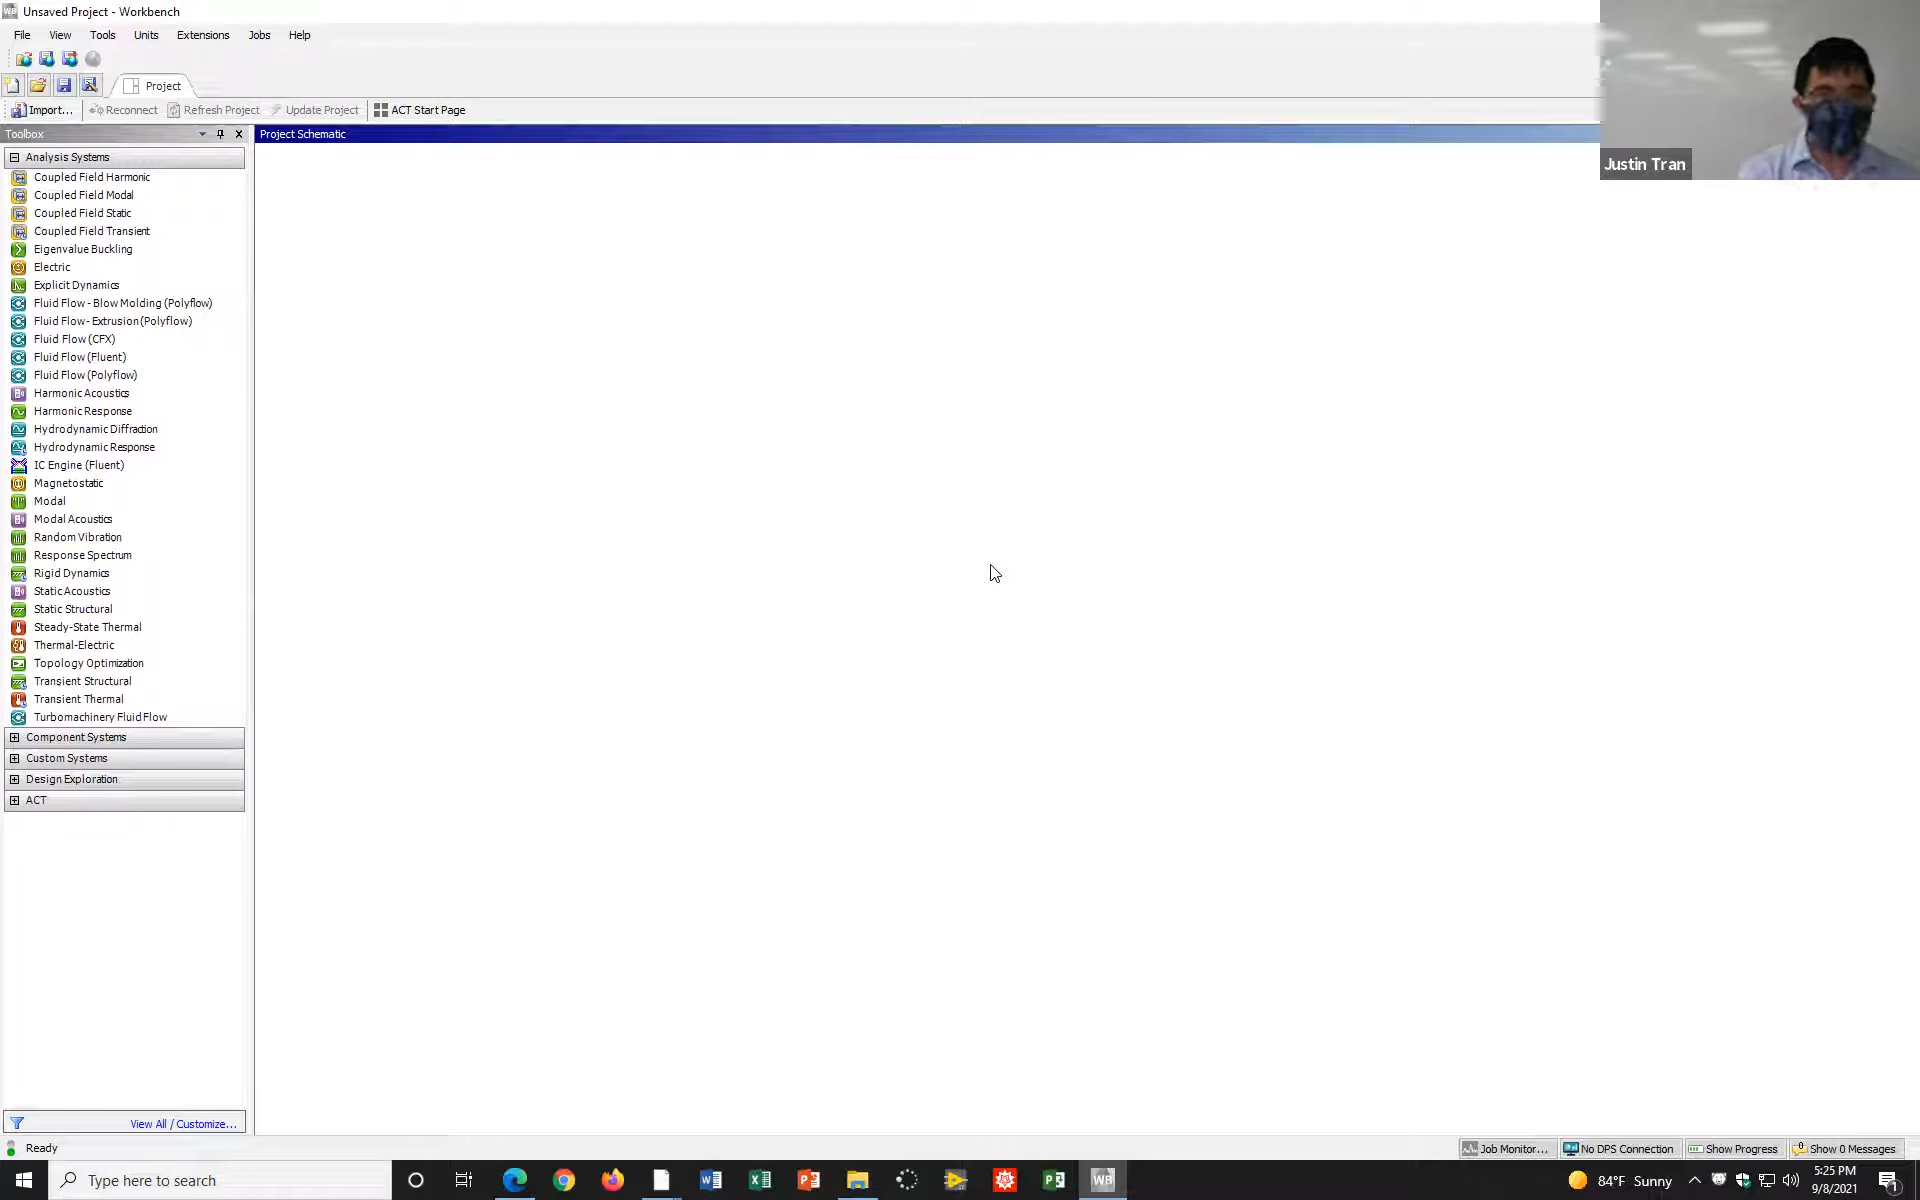 Unsaved Project - Workbench
File View Tools Units Extensions Jobs Help
Project
Import... Reconnect Refresh Project Update Project ACT Start Page
Toolbox
Project Schematic
Justin Tran
Analysis Systems
Coupled Field Harmonic
Coupled Field Modal
Coupled Field Static
Coupled Field Transient
Eigenvalue Buckling
Electric
Explicit Dynamics
Fluid Flow - Blow Molding (Polyflow)
Fluid Flow- Extrusion (Polyflow)
Fluid Flow (CFX)
Fluid Flow (Fluent)
Fluid Flow (Polyflow)
Harmonic Acoustics
Harmonic Response
Hydrodynamic Diffraction
Hydrodynamic Response
IC Engine (Fluent)
Magnetostatic
Modal
Modal Acoustics
Random Vibration
Response Spectrum
Rigid Dynamics
Static Acoustics
Static Structural
Steady-State Thermal
Thermal-Electric
Topology Optimization
Transient Structural
Transient Thermal
Turbomachinery Fluid Flow
Component Systems
Custom Systems
Design Exploration
ACT
View All / Customize...
Ready
Job Monitor... No DPS Connection Show Progress Show 0 Messages
Type here to search
WB
84°F Sunny
5:25 PM
9/8/2021
1